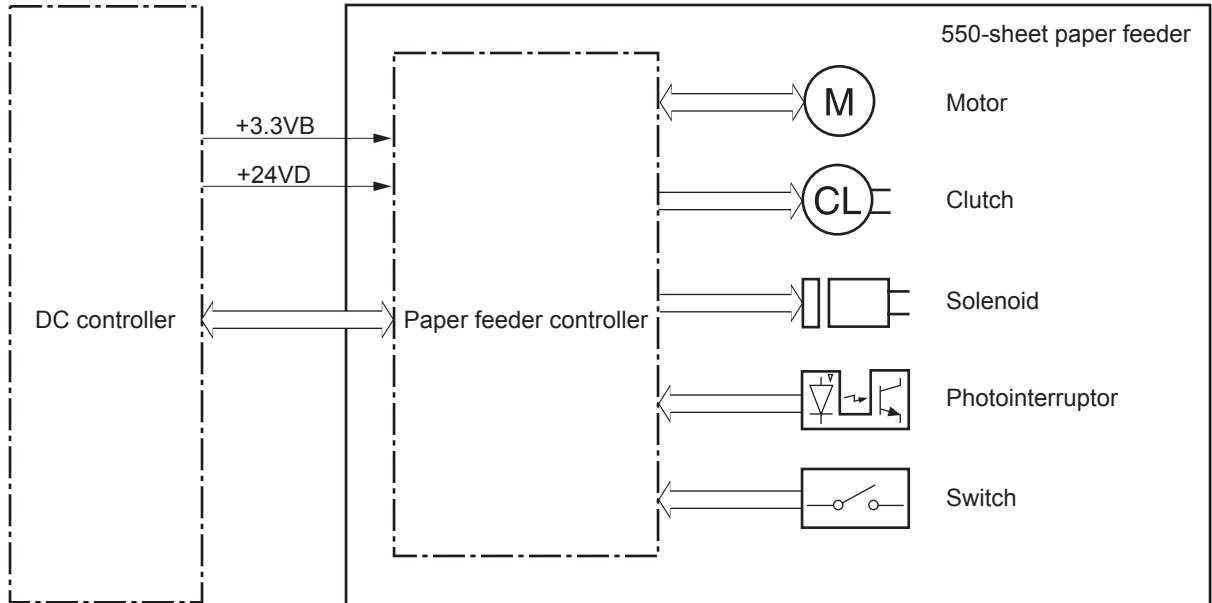 550-sheet paper feeder
M
Motor
+3.3VB
+24VD
CL
Clutch
DC controller
Paper feeder controller
Solenoid
Photointerruptor
Switch